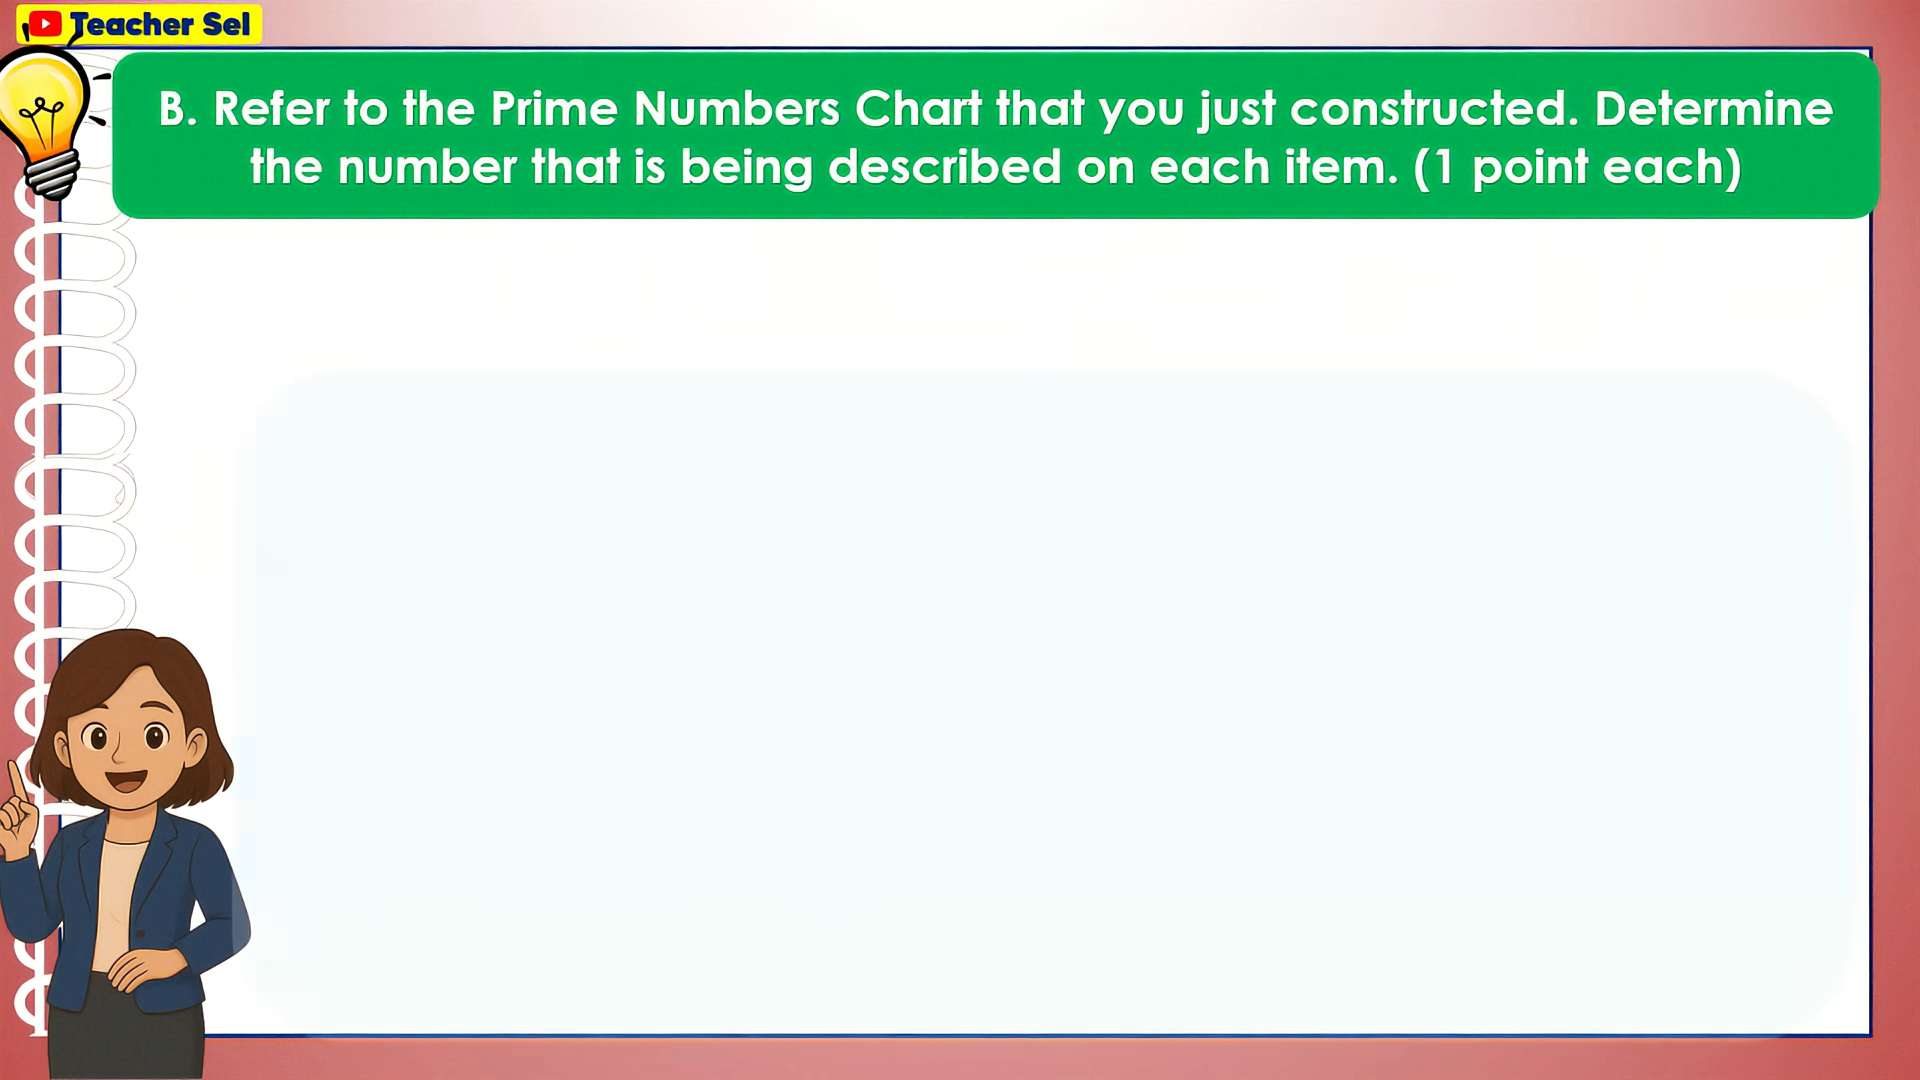 Teacher Sel
B. Refer to the Prime Numbers Chart that you just constructed. Determine
the number that is being described on each item. (1 point each)